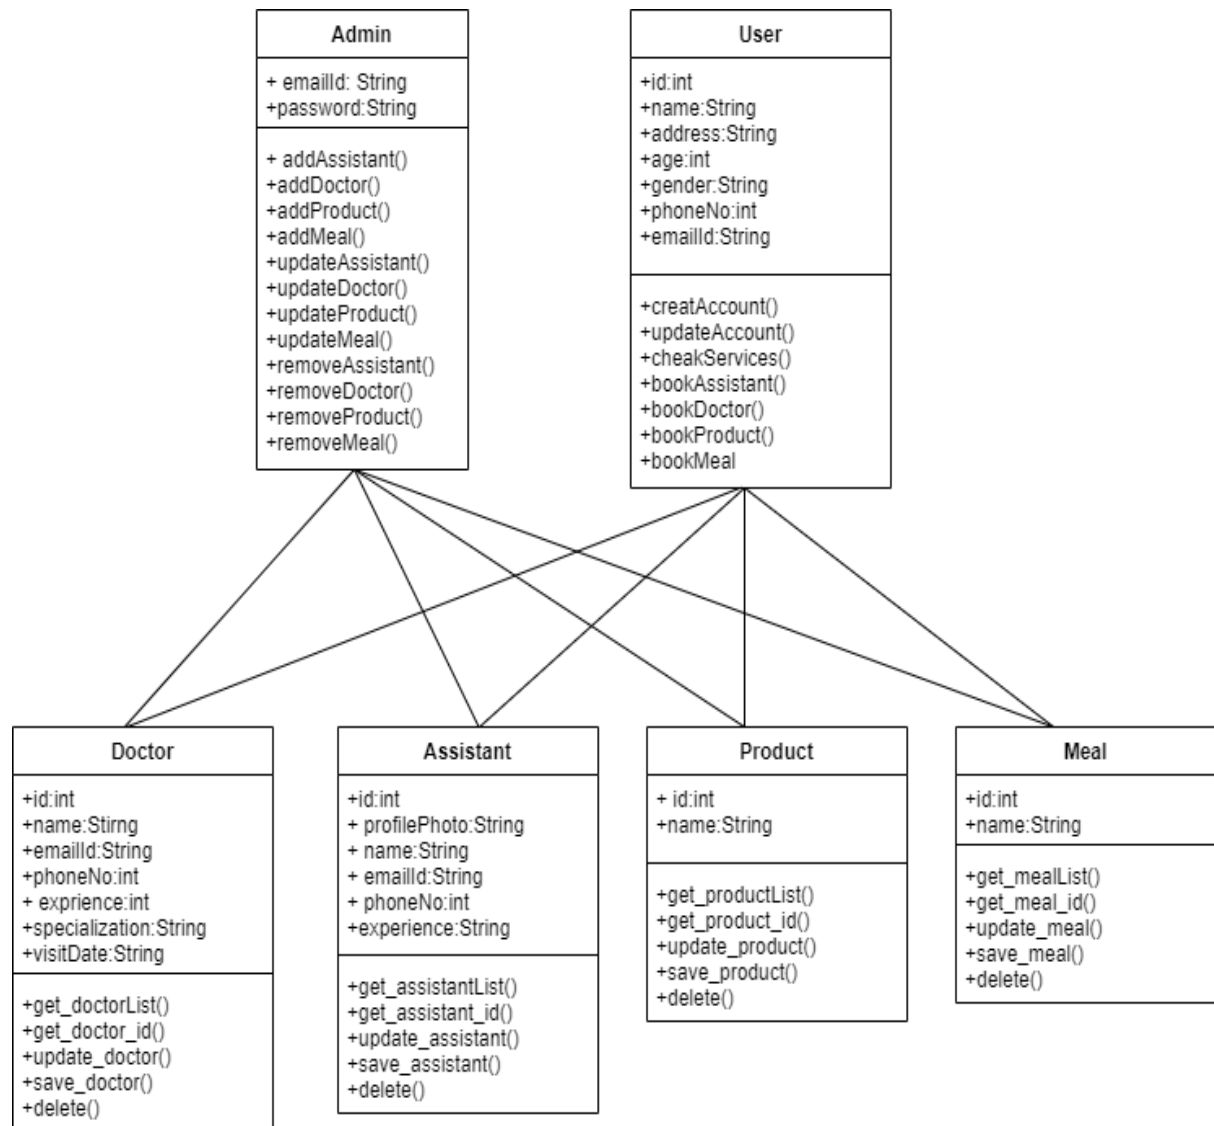 Admin
+ emailId: String
+password:String
+ addAssistant()
+addDoctor()
+addProduct()
+addMeal()
+updateAssistant()
+updateDoctor()
+updateProduct()
+updateMeal()
+removeAssistant()
+removeDoctor()
+removeProduct()
+removeMeal()
User
+id:int
+name:String
+address:String
+age:int
+gender:String
+phoneNo:int
+emailId:String
+creatAccount()
+updateAccount()
+cheakServices()
+bookAssistant()
+bookDoctor()
+bookProduct()
+bookMeal
Doctor
+id:int
+name:Stirng
+emailId:String
+phoneNo:int
+ exprience:int
+specialization:String
+visitDate:String
+get_doctorList()
+get_doctor_id()
+update_doctor()
+save_doctor()
+delete()
Assistant
+id:int
+ profilePhoto:String
+ name:String
+ emailId:String
+ phoneNo:int
+experience:String
+get_assistantList()
+get_assistant_id()
+update_assistant()
+save_assistant()
+delete()
Product
+ id:int
+name:String
+get_productList()
+get_product_id()
+update_product()
+save_product()
+delete()
Meal
+id:int
+name:String
+get_mealList()
+get_meal_id()
+update_meal()
+save_meal()
+delete()